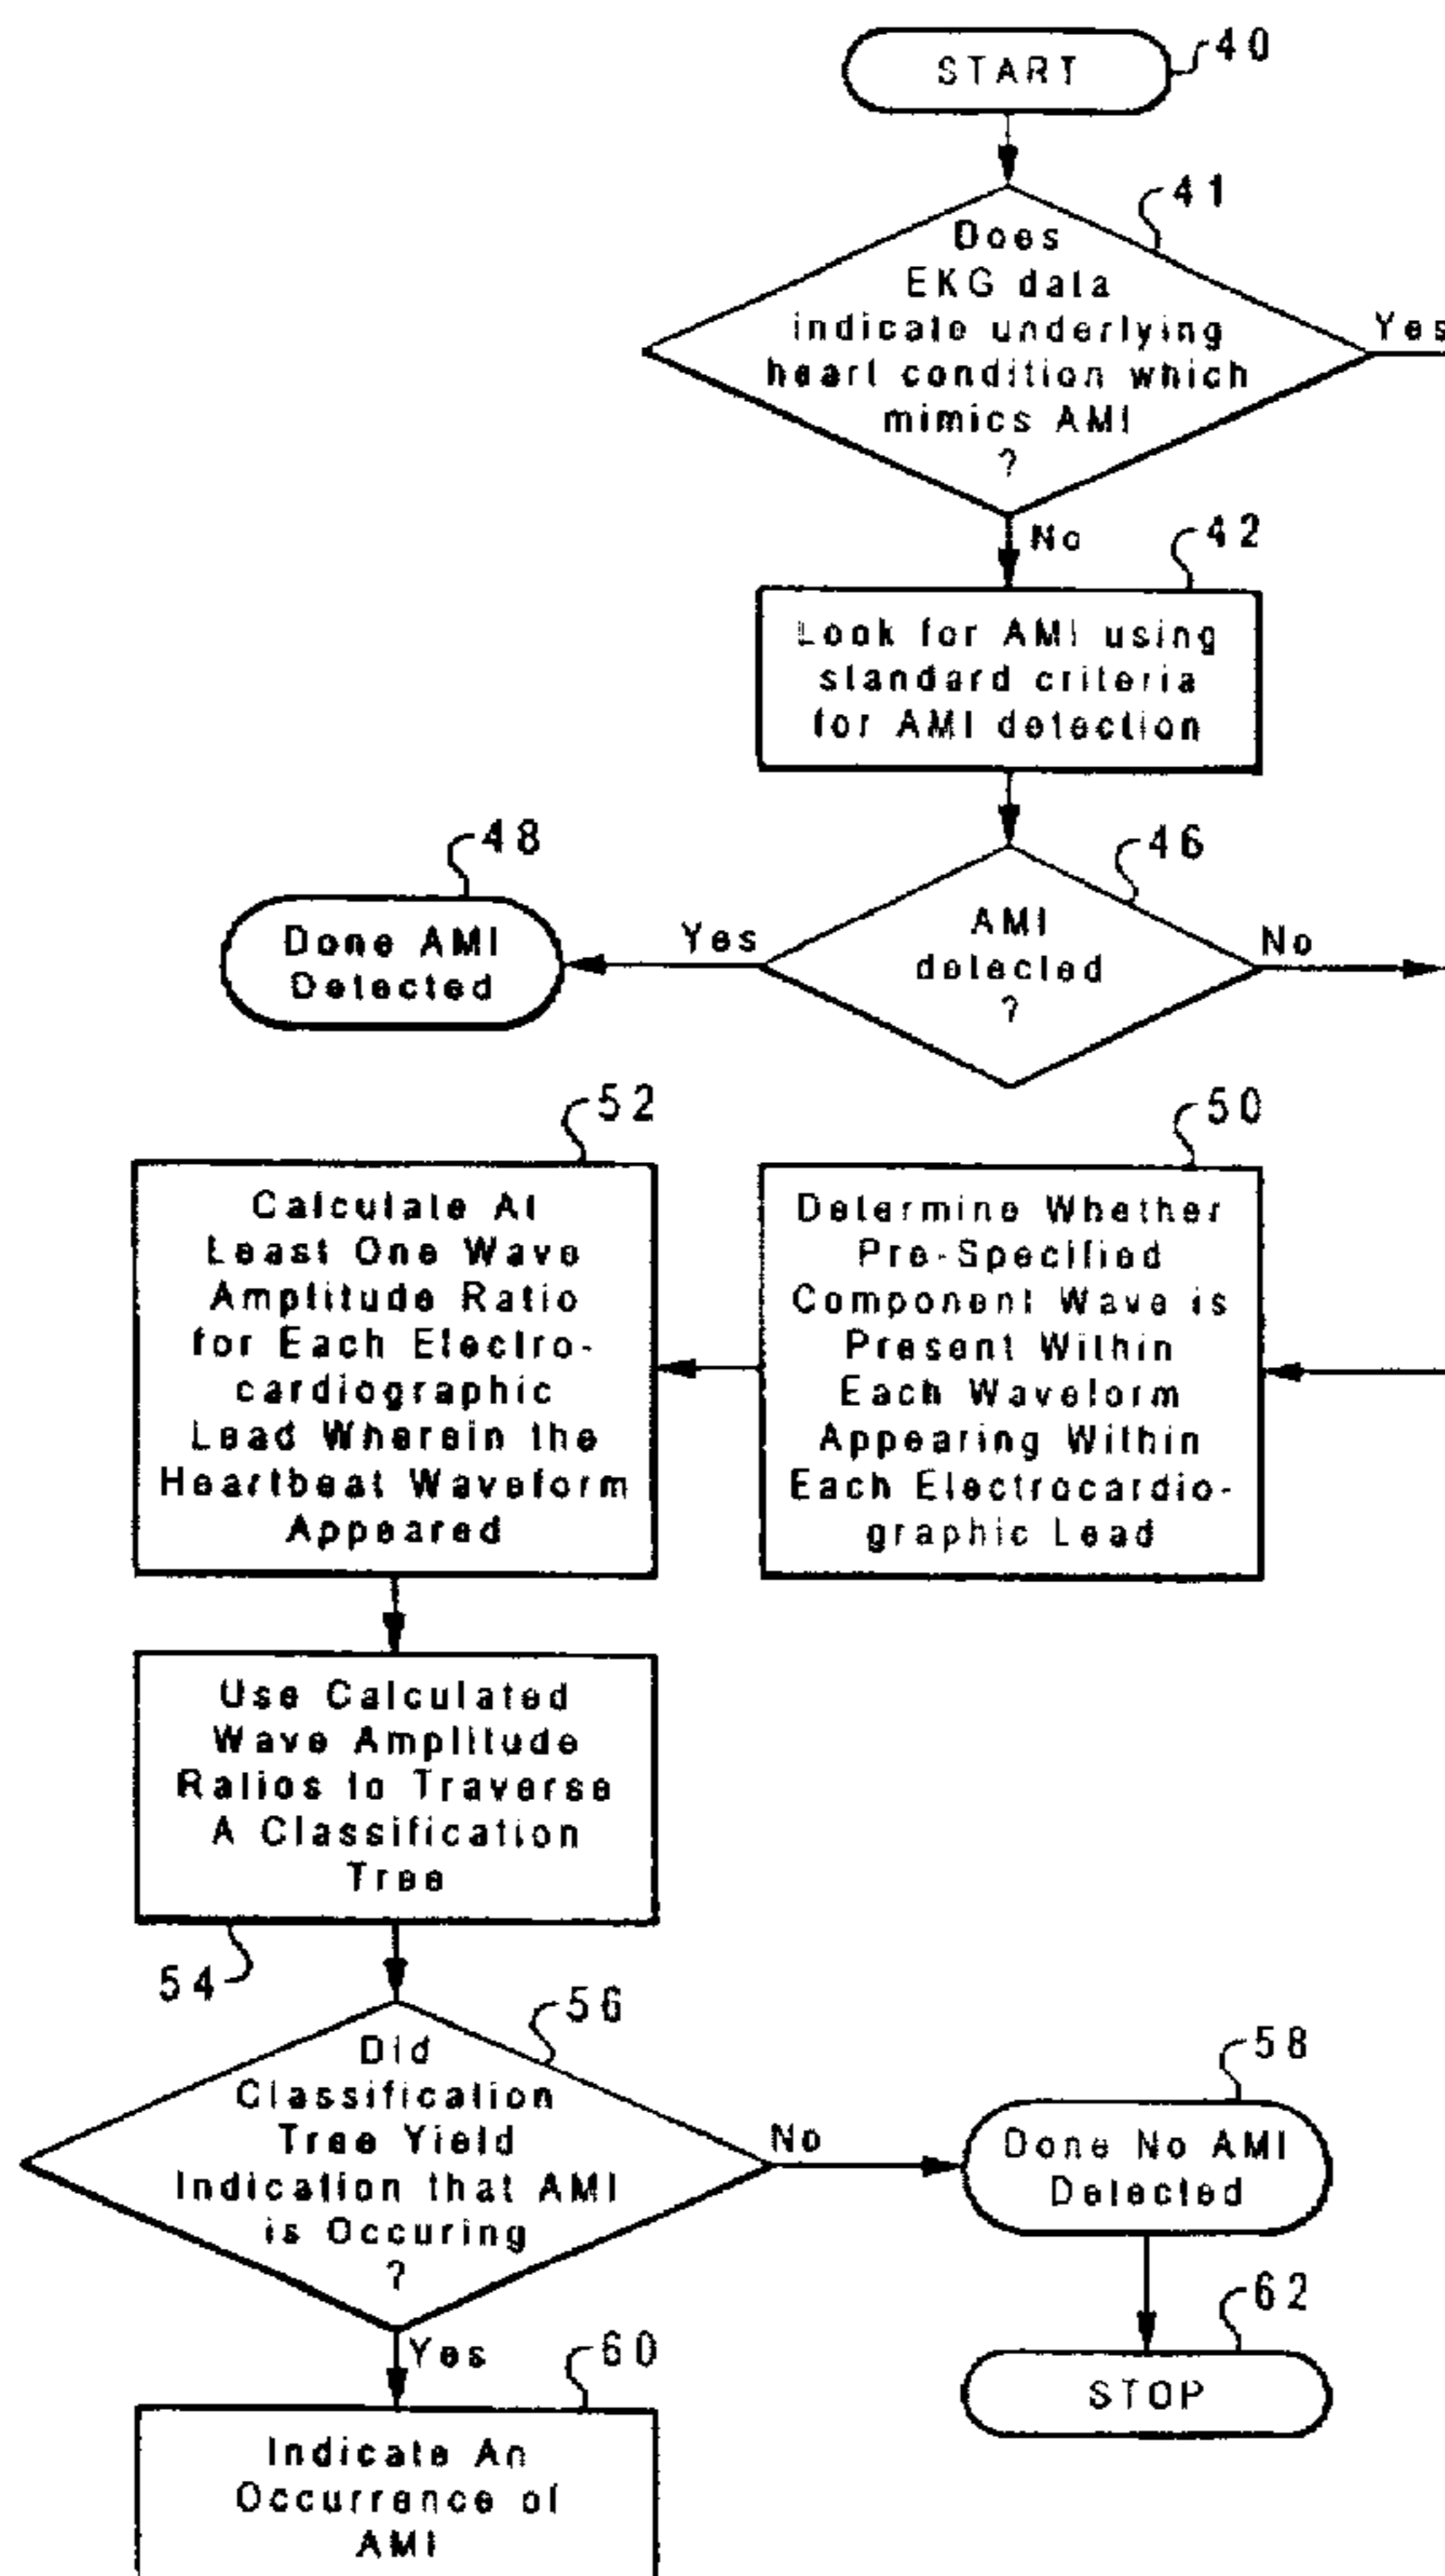 START
40
41
Does
EKG data
indicate underlying
heart condition which
mimics AMI
?
Yes
No
42
Look for AMI using
standard criteria
for AMI detection
48
Done AMI
Detected
Yes
46
AMI
detected
?
No
52
Calculate At
Least One Wave
Amplitude Ratio
for Each Electro-
cardiographic
Lead Wherein the
Heartbeat Waveform
Appeared
50
Determine Whether
Pre-Specified
Component Wave is
Present Within
Each Waveform
Appearing Within
Each Electrocardio-
graphic Lead
Use Calculated
Wave Amplitude
Ratios to Traverse
A Classification
Tree
54
56
Did
Classification
Tree Yield
Indication that AMI
is Occuring
?
No
58
Done No AMI
Detected
Yes
60
Indicate An
Occurrence of
AMI
62
STOP